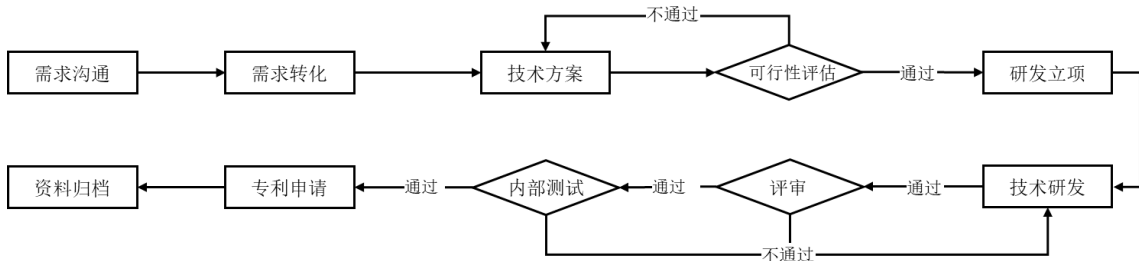 不通过
需求沟通
需求转化
技术方案
可行性评估
通过
研发立项
资料归档
专利申请
通过
内部测试
通过
评审
通过
技术研发
不通过